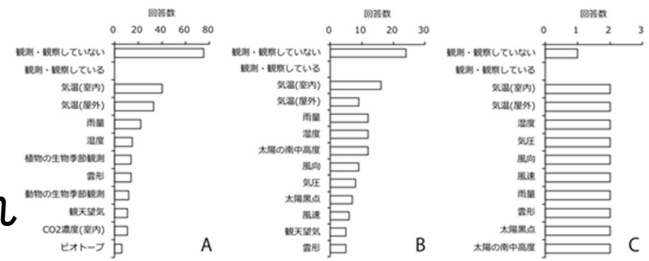 回答数
0 20 40 60 80
観測・観察していない
観測・観察している
気温(室内)
気温(屋外)
雨量
湿度
植物の生物季節観測
雲形
動物の生物季節観測
観天望気
CO2濃度(室内)
ビオトープ
A
回答数
0 10 20 30
観測・観察していない
観測・観察している
気温(室内)
気温(屋外)
雨量
湿度
太陽の南中高度
風向
気圧
太陽黒点
風速
観天望気
雲形
B
回答数
0 1 2 3
観測・観察していない
観測・観察している
気温(室内)
気温(屋外)
湿度
気圧
風向
風速
雨量
雲形
太陽黒点
太陽の南中高度
C